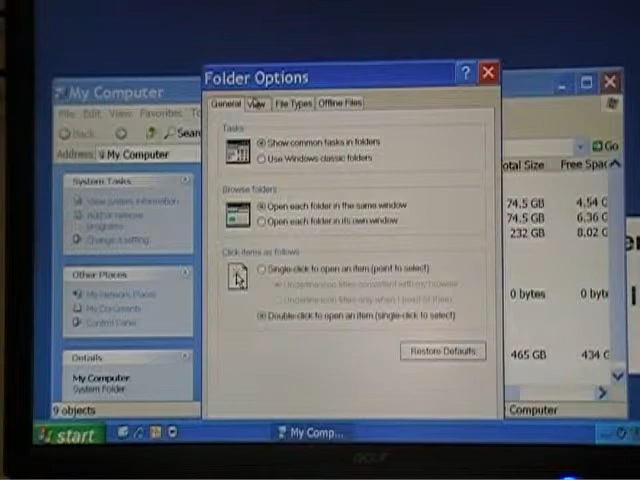 My Computer
File Edit View Favorites To
Back Sear
Address My Computer
Go
System Tasks
View system information
Add or remove
programs
Change a setting
Other Places
My Network Places
My Documents
Control Panel
Details
My Computer
System Folder
9 objects
Folder Options
?
General View File Types Offline Files
Tasks
Show common tasks in folders
Use Windows classic folders
Browse folders
Open each folder in the same window
Open each folder in its own window
Click items as follows
Single-click to open an item (point to select)
Underline icon titles consistent with my browser
Underline icon titles only when I point at them
Double-click to open an item (single-click to select)
Restore Defaults
otal Size Free Spac
74.5 GB 4.54 G
74.5 GB 6.36 G
232 GB 8.02 G
0 bytes 0 byt
465 GB 434 G
Computer
start
My Comp...
acer